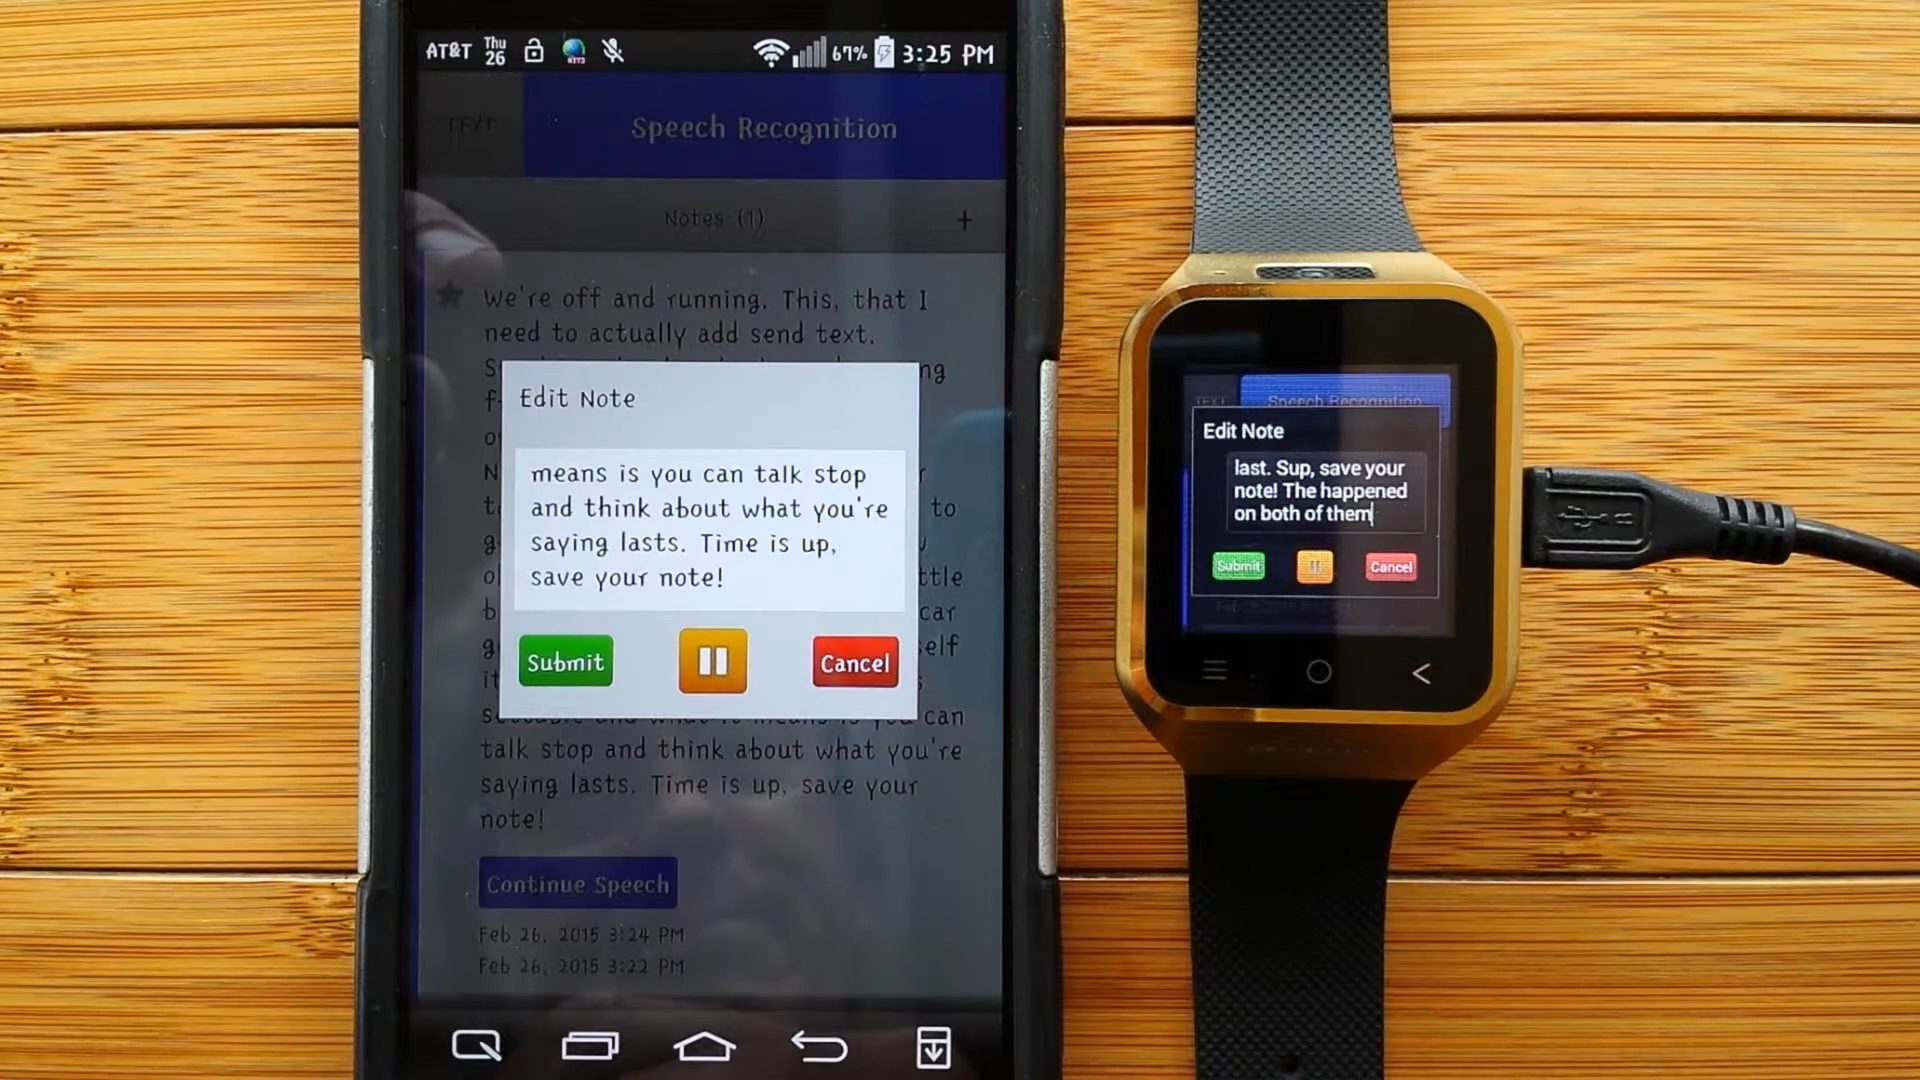 AT&T Thu 26 67% 3:25 PM
TEXT
Speech Recognition
Notes (1) +
We're off and running. This, that I
need to actually add send text.
Edit Note
means is you can talk stop
and think about what you're
saying lasts. Time is up,
save your note!
Submit
Cancel
can
talk stop and think about what you're
saying lasts. Time is up, save your
note!
Continue Speech
Feb 26, 2015 3:24 PM
Feb 26, 2015 3:22 PM
TEXT
Speech Recognition
Edit Note
last. Sup, save your
note! The happened
on both of them
Submit
Cancel